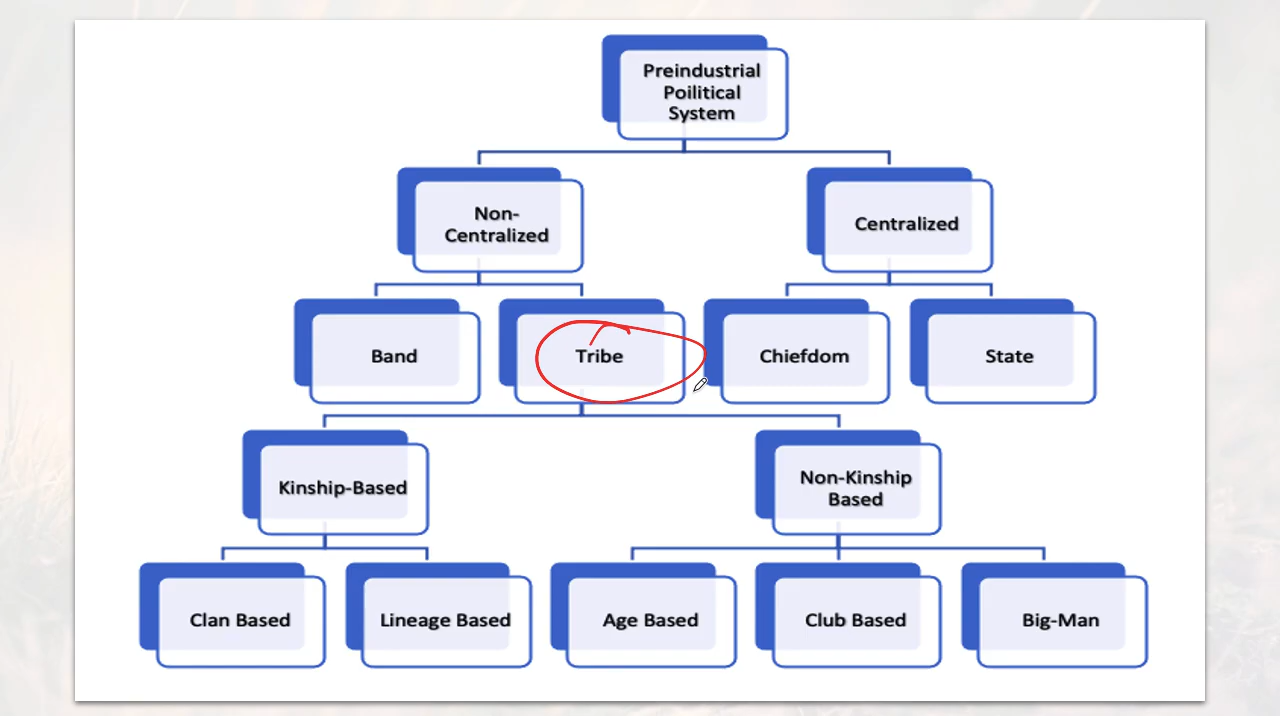 Preindustrial
Poilitical
System
Non-
Centralized
Centralized
Band
Tribe
Chiefdom
State
Kinship-Based
Non-Kinship
Based
Clan Based
Lineage Based
Age Based
Club Based
Big-Man